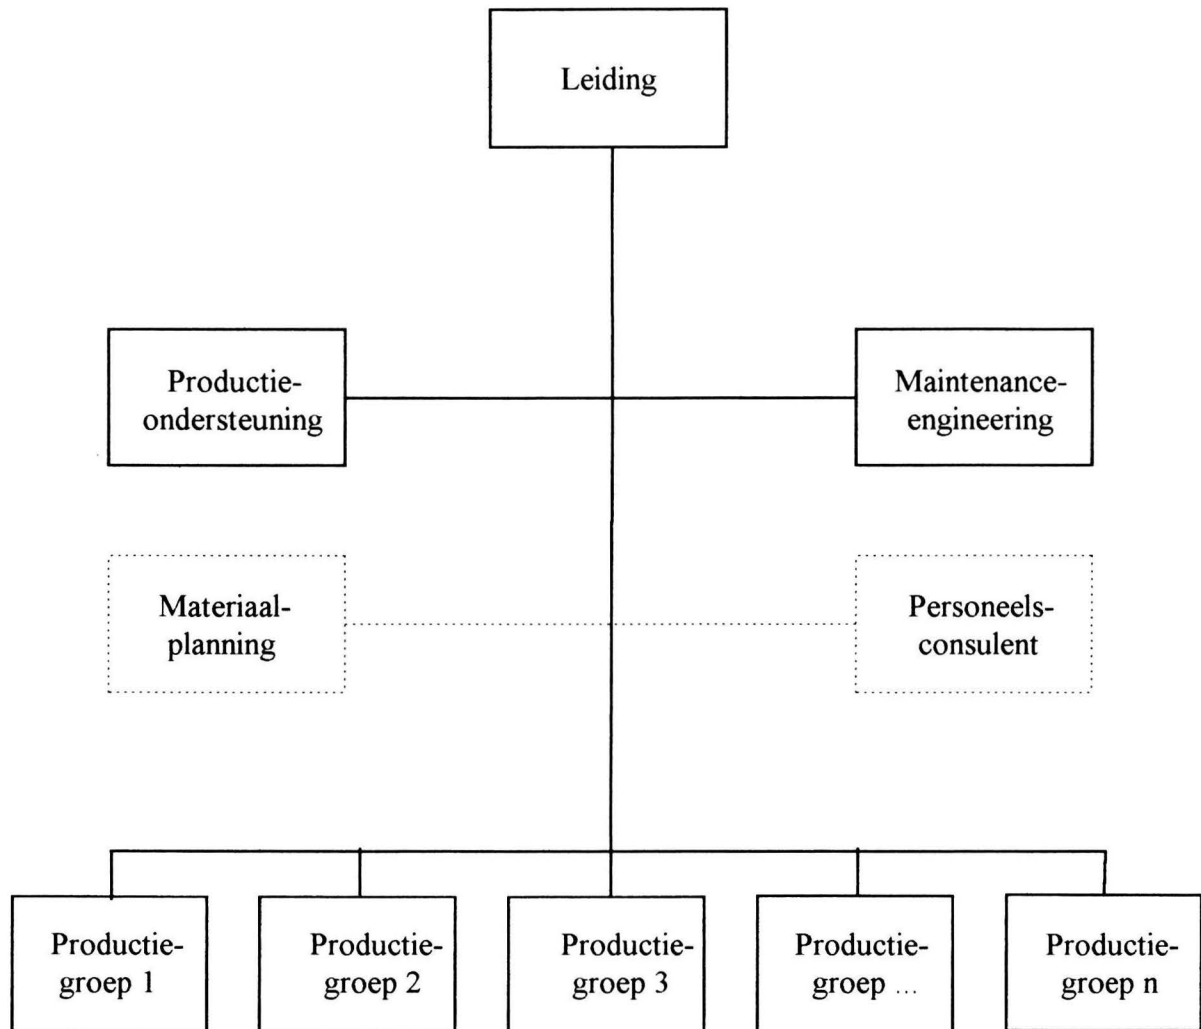 Leiding
Productie-
ondersteuning
Maintenance-
engineering
Materiaal-
planning
Personeels-
consulent
Productie-
groep 1
Productie-
groep 2
Productie-
groep 3
Productie-
groep ...
Productie-
groep n